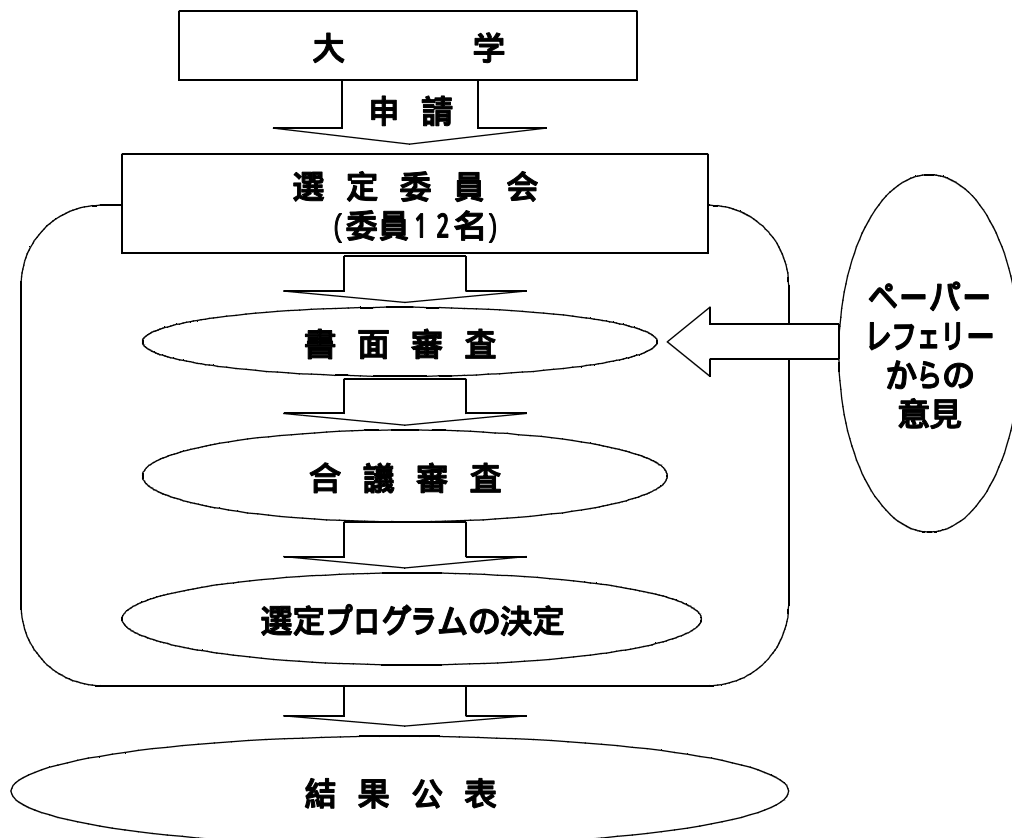 大学
申請
選定委員会
(委員12名)
書面審査
ペーパー
レフェリー
からの
意見
合議審査
選定プログラムの決定
結果公表